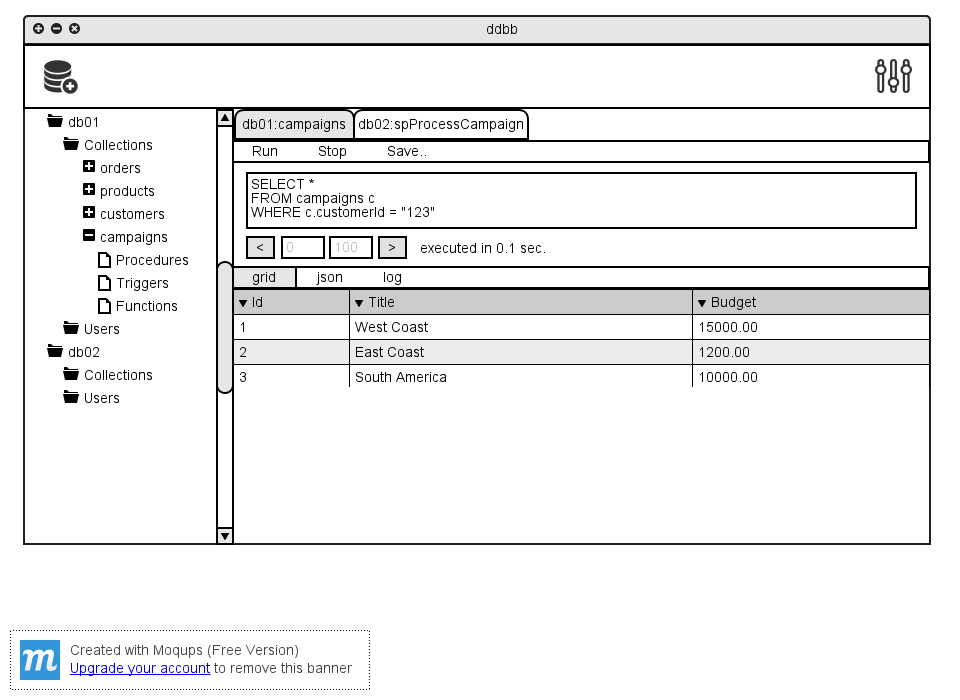 ddbb
db01
Collections
orders
products
customers
campaigns
Procedures
Triggers
Functions
Users
db02
Collections
Users
db01:campaigns db02:spProcessCampaign
Run Stop Save..
SELECT *
FROM campaigns c
WHERE c.customerId = "123"
< 0 100 > executed in 0.1 sec.
grid json log
Id Title Budget
1 West Coast 15000.00
2 East Coast 1200.00
3 South America 10000.00
m
Created with Moqups (Free Version)
Upgrade your account to remove this banner